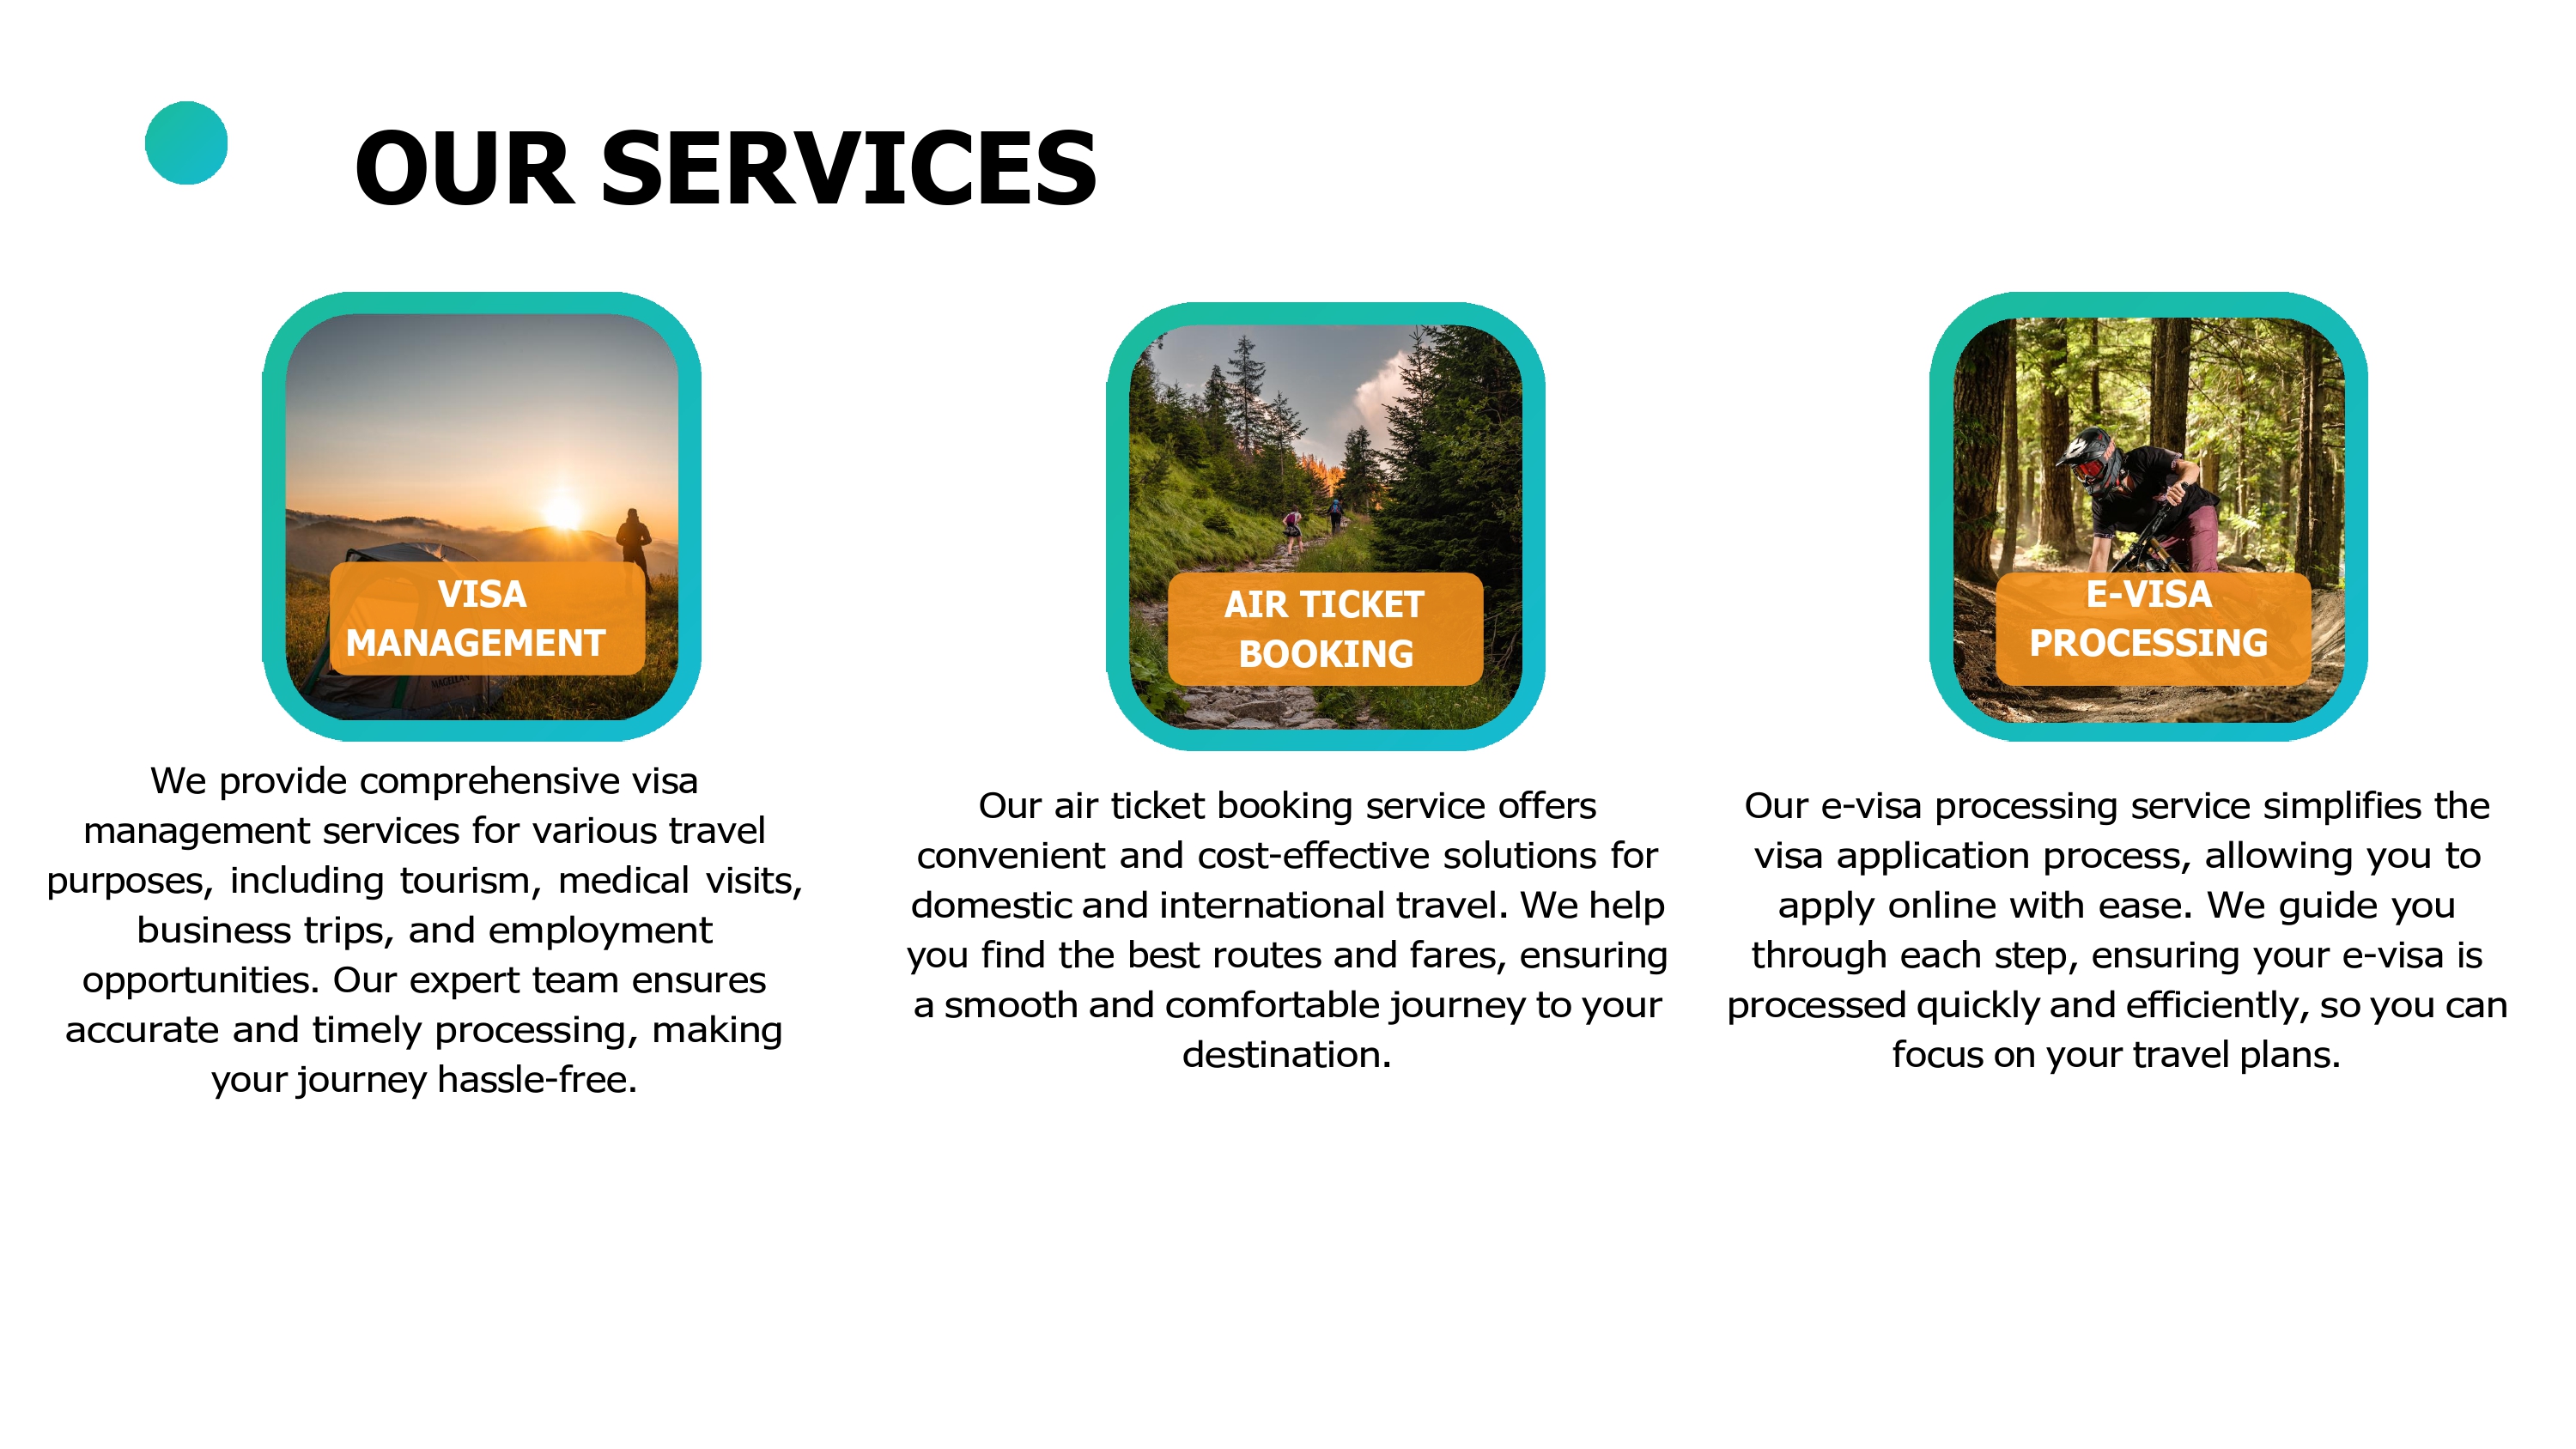 OUR SERVICES
VISA
MANAGEMENT
We provide comprehensive visa
management services for various travel
purposes, including tourism, medical visits,
business trips, and employment
opportunities. Our expert team ensures
accurate and timely processing, making
your journey hassle-free.
AIR TICKET
BOOKING
Our air ticket booking service offers
convenient and cost-effective solutions for
domestic and international travel. We help
you find the best routes and fares, ensuring
a smooth and comfortable journey to your
destination.
E-VISA
PROCESSING
Our e-visa processing service simplifies the
visa application process, allowing you to
apply online with ease. We guide you
through each step, ensuring your e-visa is
processed quickly and efficiently, so you can
focus on your travel plans.